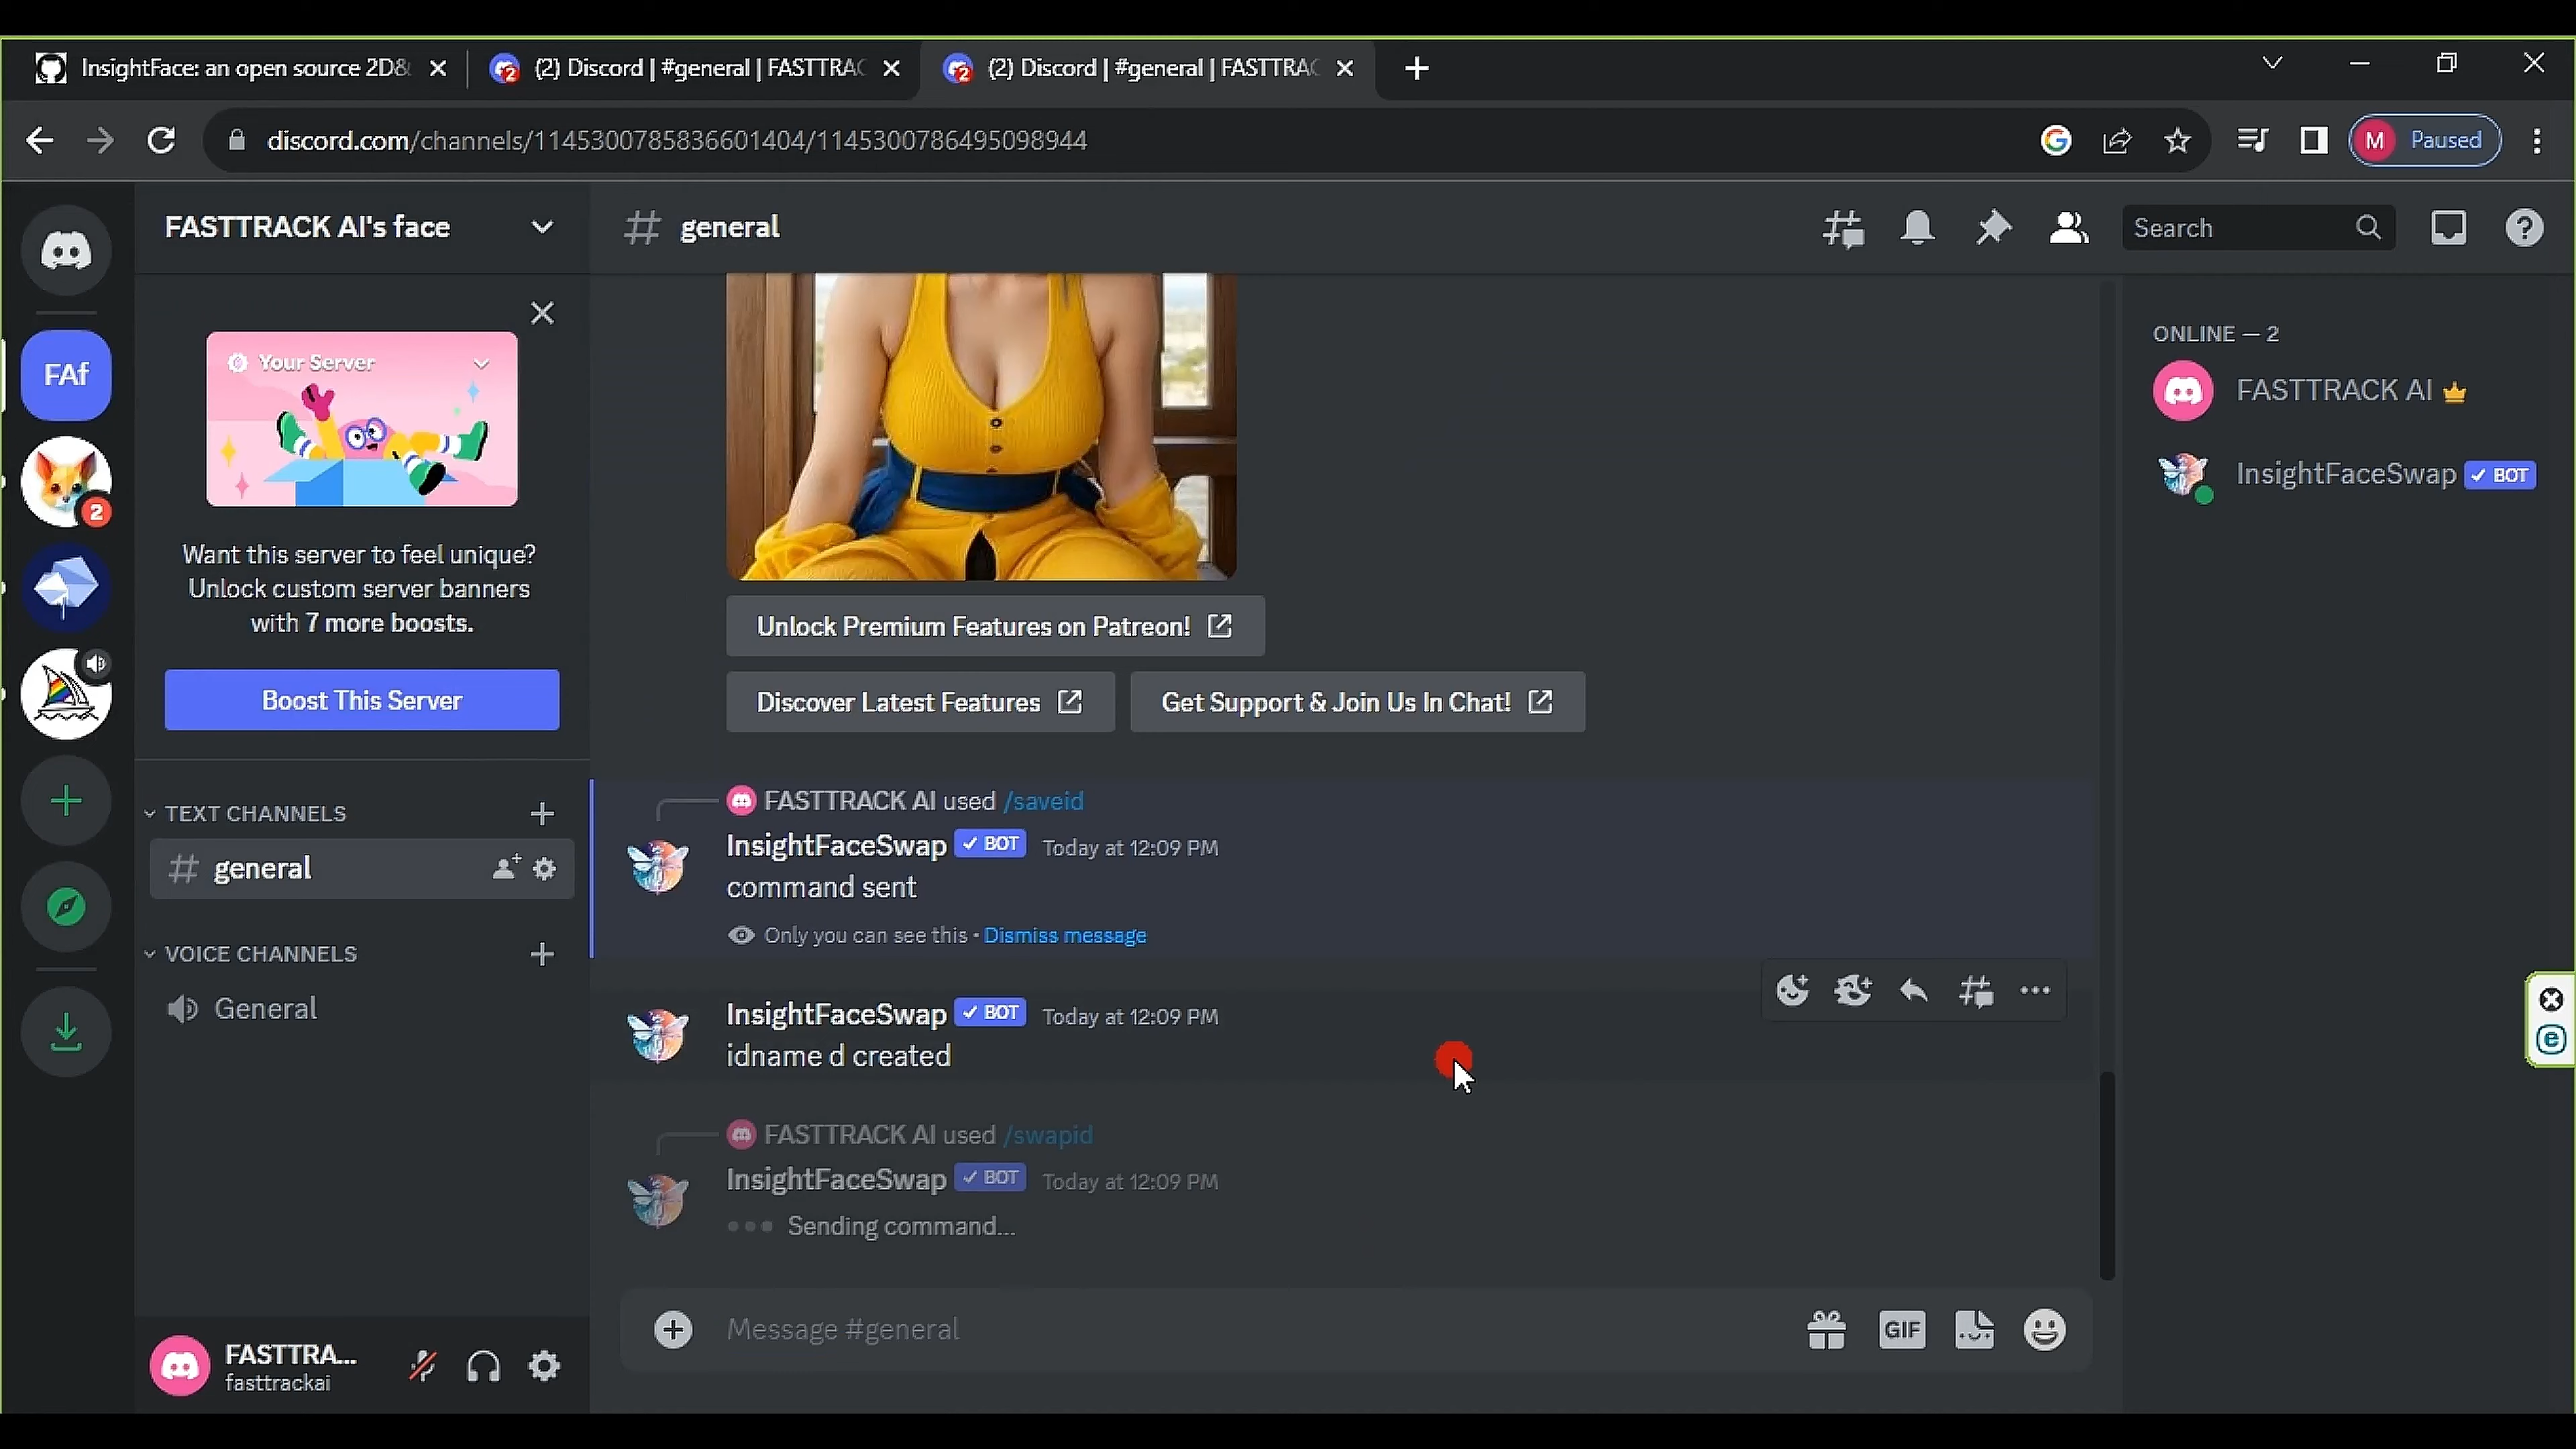 InsightFace: an open source 2D&
(2) Discord | #general | FASTTRAC
(2) Discord | #general | FASTTRAC
discord.com/channels/1145300785836601404/1145300786495098944
M Paused
FASTTRACK AI's face
general
Search
Your Server
Want this server to feel unique?
Unlock custom server banners
with 7 more boosts.
Boost This Server
FAf
2
TEXT CHANNELS
general
VOICE CHANNELS
General
FASTTRA...
fasttrackai
Unlock Premium Features on Patreon!
Discover Latest Features
Get Support & Join Us In Chat!
FASTTRACK AI used /saveid
InsightFaceSwap BOT Today at 12:09 PM
command sent
Only you can see this • Dismiss message
InsightFaceSwap BOT Today at 12:09 PM
idname d created
FASTTRACK AI used /swapid
InsightFaceSwap BOT Today at 12:09 PM
Sending command...
Message #general
GIF
ONLINE — 2
FASTTRACK AI
InsightFaceSwap BOT